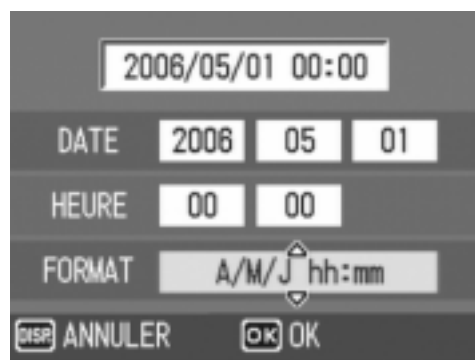 2006/05/01 00:00
DATE 2006 05 01
HEURE 00 00
FORMAT A/M/J hh:mm
DISP. ANNULER OK OK